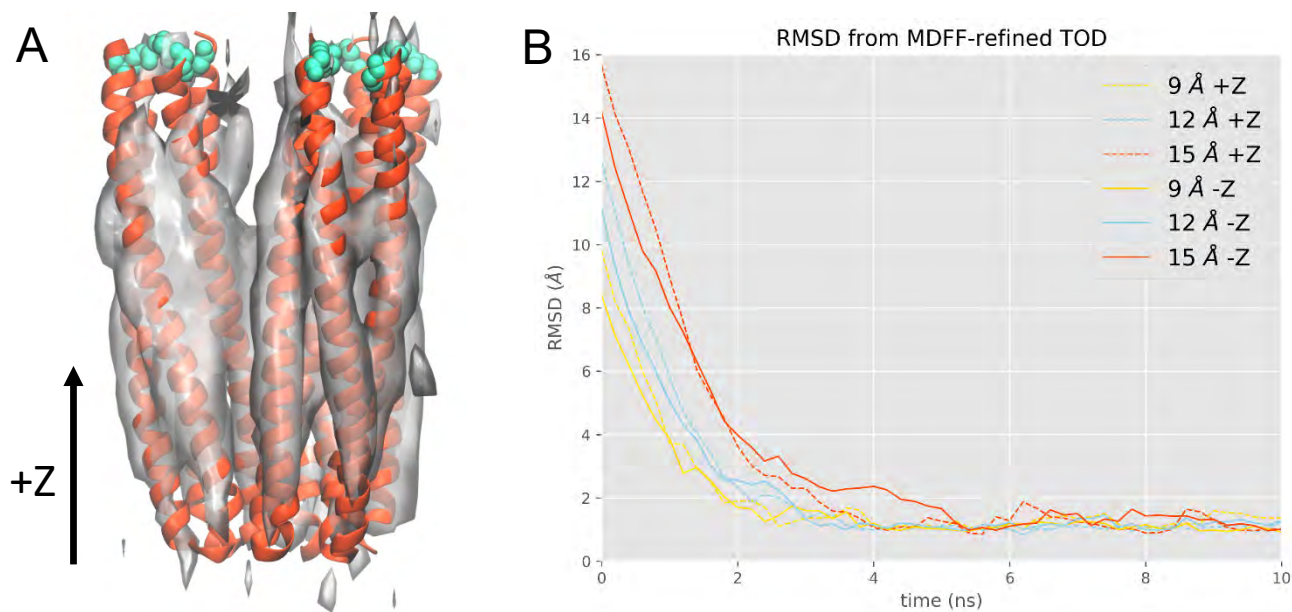 A
+Z
B
RMSD from MDFF-refined TOD
RMSD (Å)
16
14
12
10
8
6
4
2
0
9 Å +Z
12 Å +Z
15 Å +Z
9 Å -Z
12 Å -Z
15 Å -Z
0 2 4 6 8 10
time (ns)